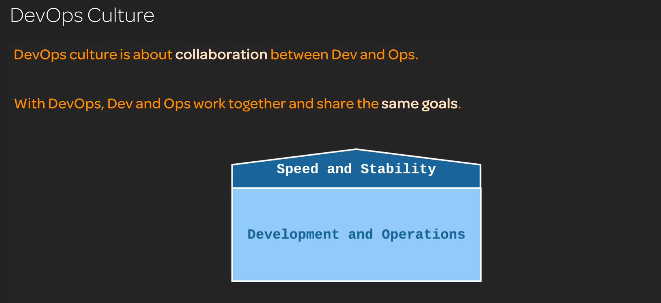 DevOps Culture
DevOps culture is about collaboration between Dev and Ops.
With DevOps, Dev and Ops work together and share the same goals.
Speed and Stability
Development and Operations